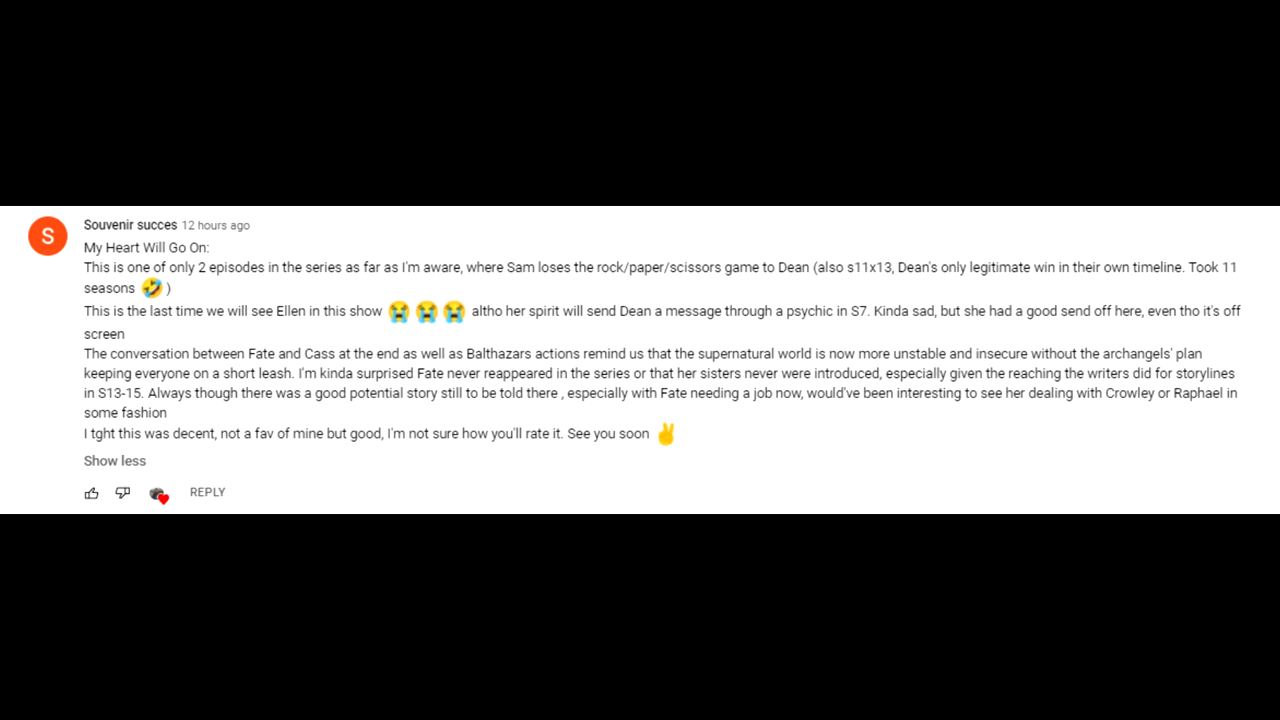 S
Souvenir succes 12 hours ago
My Heart Will Go On:
This is one of only 2 episodes in the series as far as I'm aware, where Sam loses the rock/paper/scissors game to Dean (also s11x13, Dean's only legitimate win in their own timeline. Took 11
seasons 🤣 )
This is the last time we will see Ellen in this show 😭 😭 😭 altho her spirit will send Dean a message through a psychic in S7. Kinda sad, but she had a good send off here, even tho it's off
screen
The conversation between Fate and Cass at the end as well as Balthazars actions remind us that the supernatural world is now more unstable and insecure without the archangels' plan
keeping everyone on a short leash. I'm kinda surprised Fate never reappeared in the series or that her sisters never were introduced, especially given the reaching the writers did for storylines
in S13-15. Always though there was a good potential story still to be told there , especially with Fate needing a job now, would've been interesting to see her dealing with Crowley or Raphael in
some fashion
I tght this was decent, not a fav of mine but good, I'm not sure how you'll rate it. See you soon ✌
Show less
REPLY